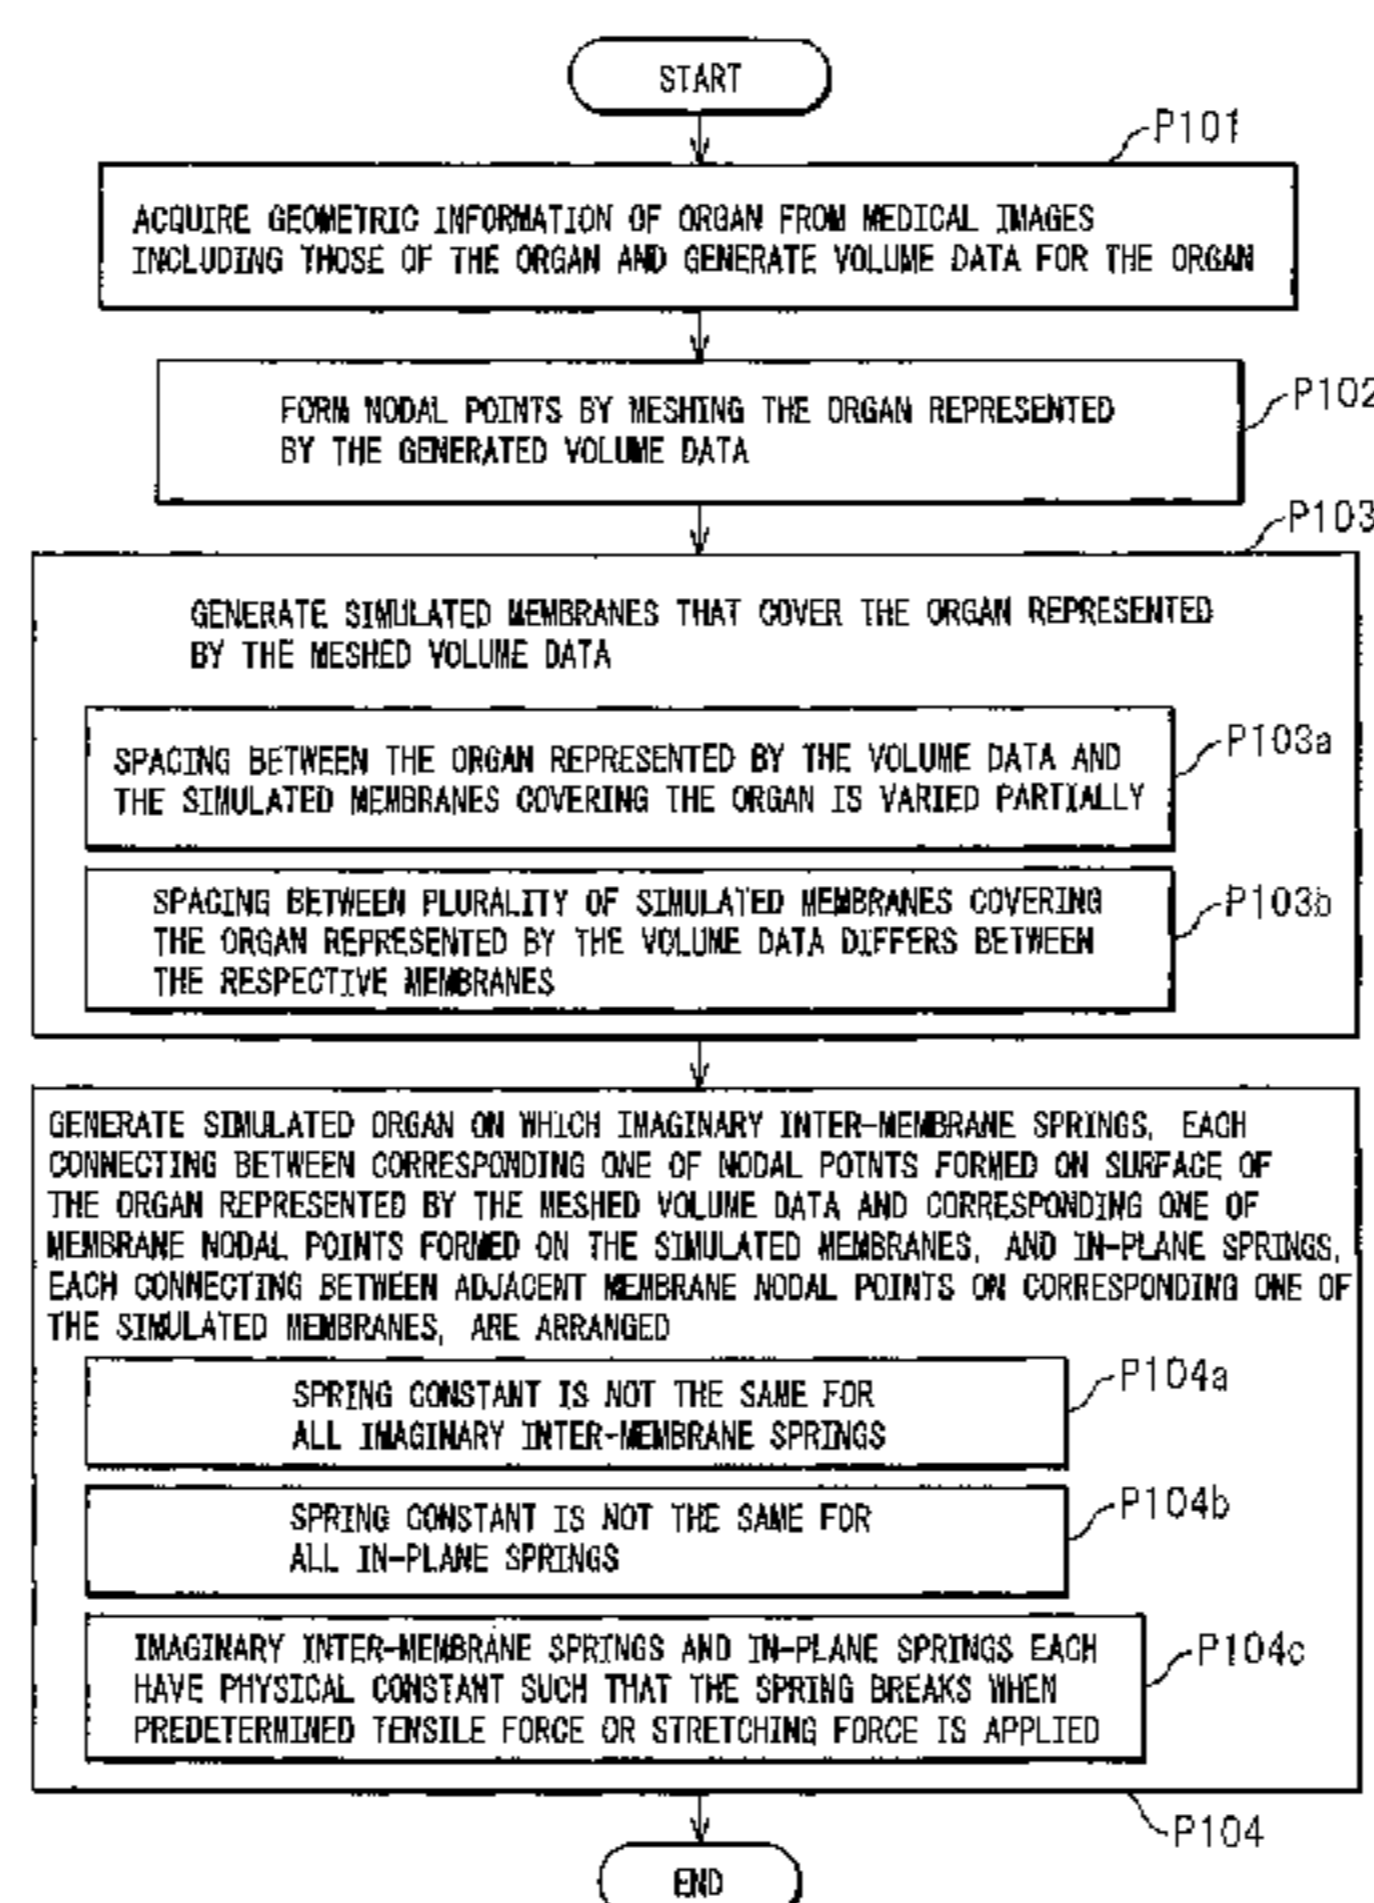 START
P101
ACQUIRE GEOMETRIC INFORMATION OF ORGAN FROM MEDICAL IMAGES
INCLUDING THOSE OF THE ORGAN AND GENERATE VOLUME DATA FOR THE ORGAN
P102
FORM NODAL POINTS BY MESHING THE ORGAN REPRESENTED
BY THE GENERATED VOLUME DATA
P103
GENERATE SIMULATED MEMBRANES THAT COVER THE ORGAN REPRESENTED
BY THE MESHED VOLUME DATA
P103a
SPACING BETWEEN THE ORGAN REPRESENTED BY THE VOLUME DATA AND
THE SIMULATED MEMBRANES COVERING THE ORGAN IS VARIED PARTIALLY
P103b
SPACING BETWEEN PLURALITY OF SIMULATED MEMBRANES COVERING
THE ORGAN REPRESENTED BY THE VOLUME DATA DIFFERS BETWEEN
THE RESPECTIVE MEMBRANES
GENERATE SIMULATED ORGAN ON WHICH IMAGINARY INTER-MEMBRANE SPRINGS, EACH
CONNECTING BETWEEN CORRESPONDING ONE OF NODAL POINTS FORMED ON SURFACE OF
THE ORGAN REPRESENTED BY THE MESHED VOLUME DATA AND CORRESPONDING ONE OF
MEMBRANE NODAL POINTS FORMED ON THE SIMULATED MEMBRANES, AND IN-PLANE SPRINGS,
EACH CONNECTING BETWEEN ADJACENT MEMBRANE NODAL POINTS ON CORRESPONDING ONE OF
THE SIMULATED MEMBRANES, ARE ARRANGED
P104a
SPRING CONSTANT IS NOT THE SAME FOR
ALL IMAGINARY INTER-MEMBRANE SPRINGS
P104b
SPRING CONSTANT IS NOT THE SAME FOR
ALL IN-PLANE SPRINGS
P104c
IMAGINARY INTER-MEMBRANE SPRINGS AND IN-PLANE SPRINGS EACH
HAVE PHYSICAL CONSTANT SUCH THAT THE SPRING BREAKS WHEN
PREDETERMINED TENSILE FORCE OR STRETCHING FORCE IS APPLIED
P104
END